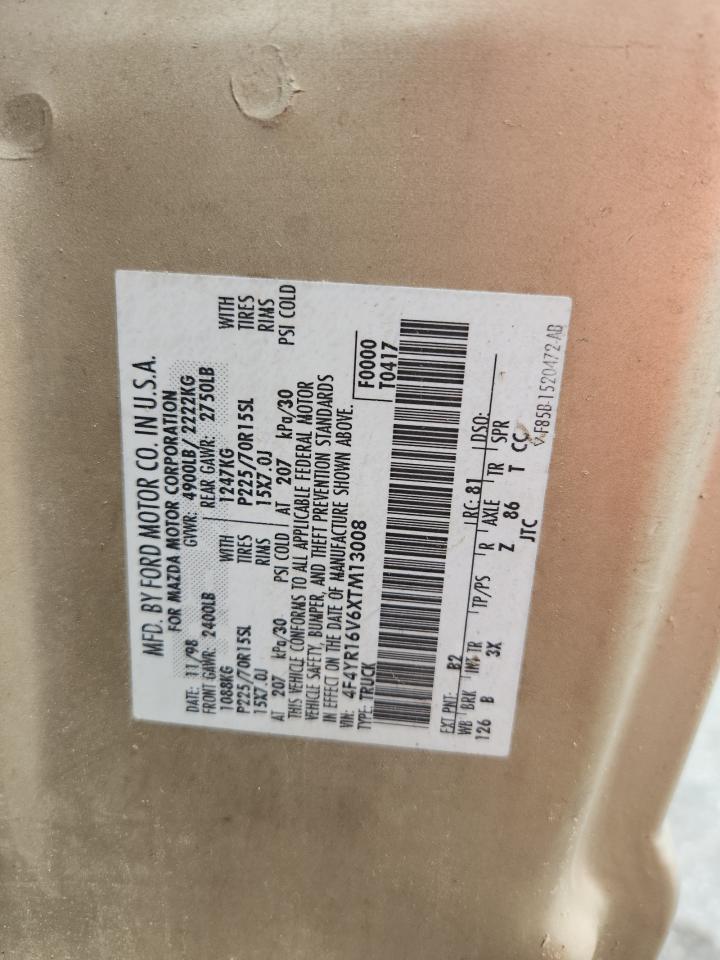 MFD. BY FORD MOTOR CO. IN U.S.A.
FOR MAZDA MOTOR CORPORATION
DATE: 11/98 GVWR: 4900LB/ 2222KG
FRONT GAWR: 2400LB REAR GAWR: 2750LB
1088KG WITH 1247KG WITH
P225/70R15SL TIRES P225/70R15SL TIRES
15X7.0J RIMS 15X7.0J RIMS
AT 207 kPa/30 PSI COLD AT 207 kPa/30 PSI COLD
THIS VEHICLE CONFORMS TO ALL APPLICABLE FEDERAL MOTOR
VEHICLE SAFETY, BUMPER, AND THEFT PREVENTION STANDARDS
IN EFFECT ON THE DATE OF MANUFACTURE SHOWN ABOVE.
VIN: 4F4YR16V6XTM13008 F0000
TYPE: TRUCK T0417
EXT PNT: B2 RC: 81 DSO:
WB BRK INT TR TP/PS R AXLE TR SPR
126 B 3X Z 86 T CC
JTC
F85B-1520472-AB